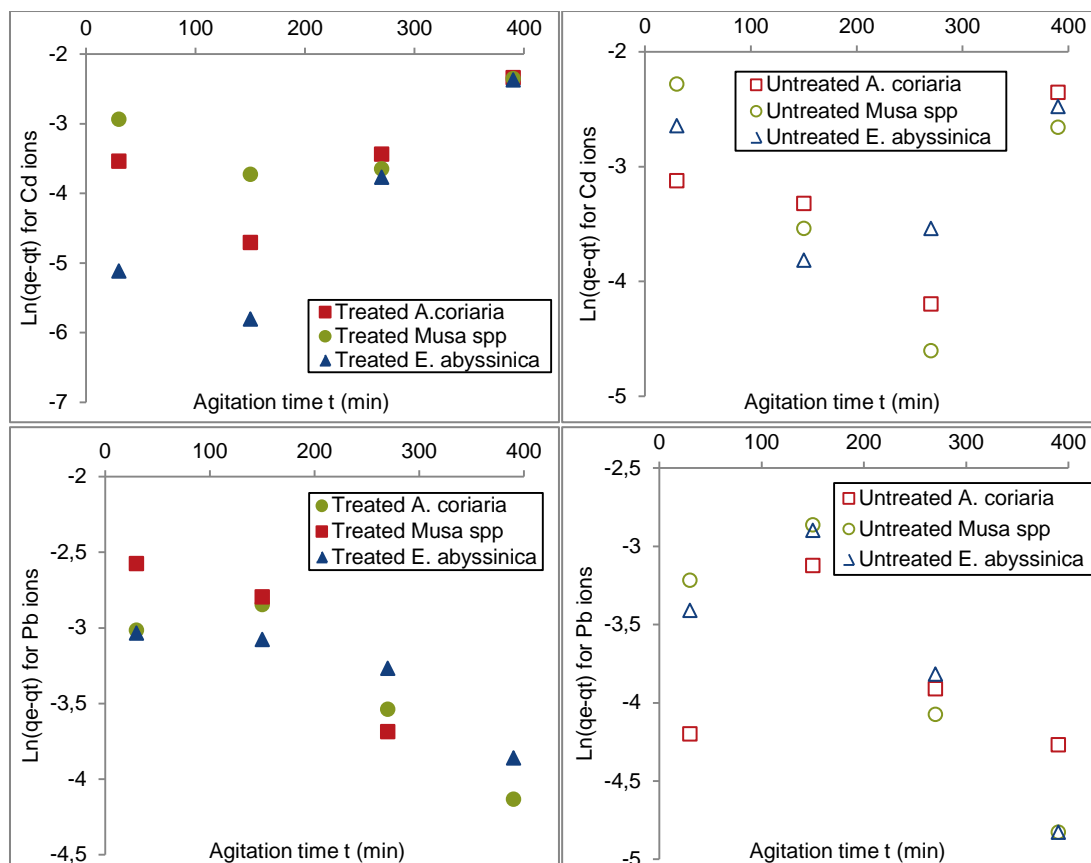 0 100 200 300 400
-2
-3
-4
-5
-6
-7
Ln(qe-qt) for Cd ions
Treated A.coriaria
Treated Musa spp
Treated E. abyssinica
Agitation time t (min)
0 100 200 300 400
-2
-3
-4
-5
Ln(qe-qt) for Cd ions
Untreated A. coriaria
Untreated Musa spp
Untreated E. abyssinica
Agitation time t (min)
0 100 200 300 400
-2
-2,5
-3
-3,5
-4
-4,5
Ln(qe-qt) for Pb ions
Treated A. coriaria
Treated Musa spp
Treated E. abyssinica
Agitation time t (min)
0 100 200 300 400
-2,5
-3
-3,5
-4
-4,5
-5
Ln(qe-qt) for Pb ions
Untreated A. coriaria
Untreated Musa spp
Untreated E. abyssinica
Agitation time t (min)